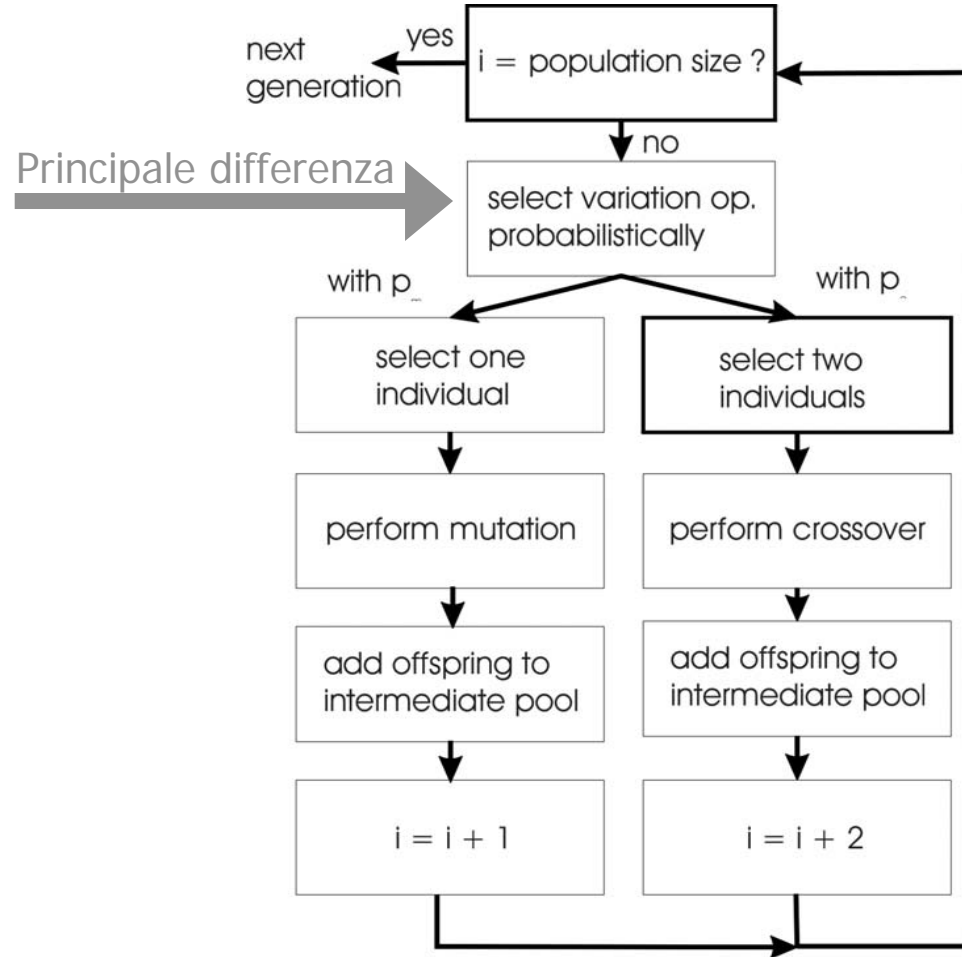 next
generation
yes
i = population size ?
no
Principale differenza
select variation op.
probabilistically
with p
with p
select one
individual
select two
individuals
perform mutation
perform crossover
add offspring to
intermediate pool
add offspring to
intermediate pool
i = i + 1
i = i + 2